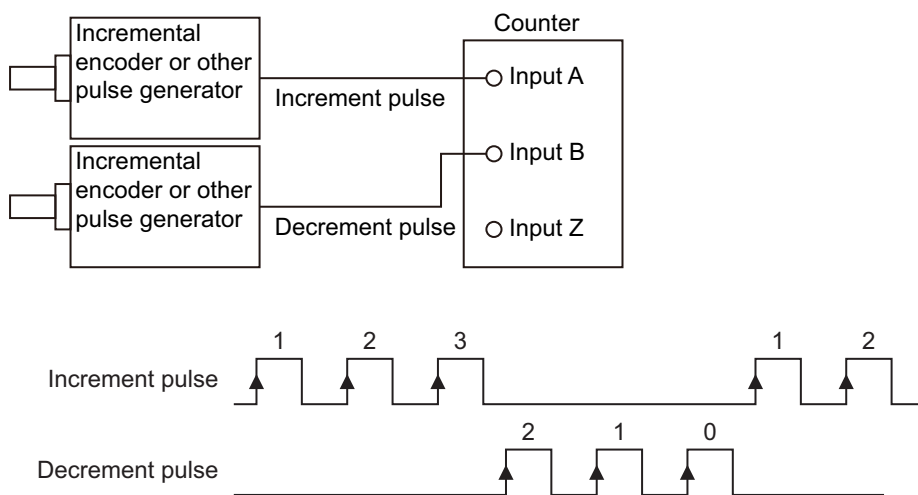 Counter
Incremental
encoder or other
pulse generator
Increment pulse
Input A
Incremental
encoder or other
pulse generator
Decrement pulse
Input B
Input Z
1 2 3 1 2
Increment pulse
2 1 0
Decrement pulse